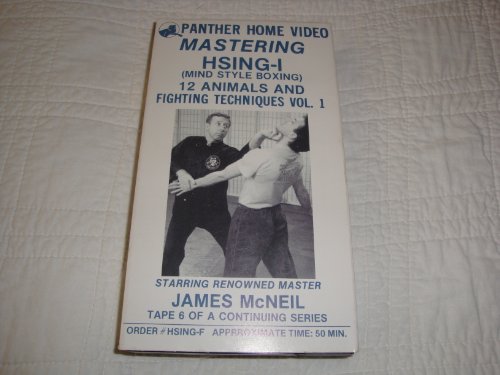 PANTHER HOME VIDEO
MASTERING
HSING-I
(MIND STYLE BOXING)
12 ANIMALS AND
FIGHTING TECHNIQUES VOL. 1
STARRING RENOWNED MASTER
JAMES McNEIL
TAPE 6 OF A CONTINUING SERIES
ORDER #HSING-F APPRROXIMATE TIME: 50 MIN.